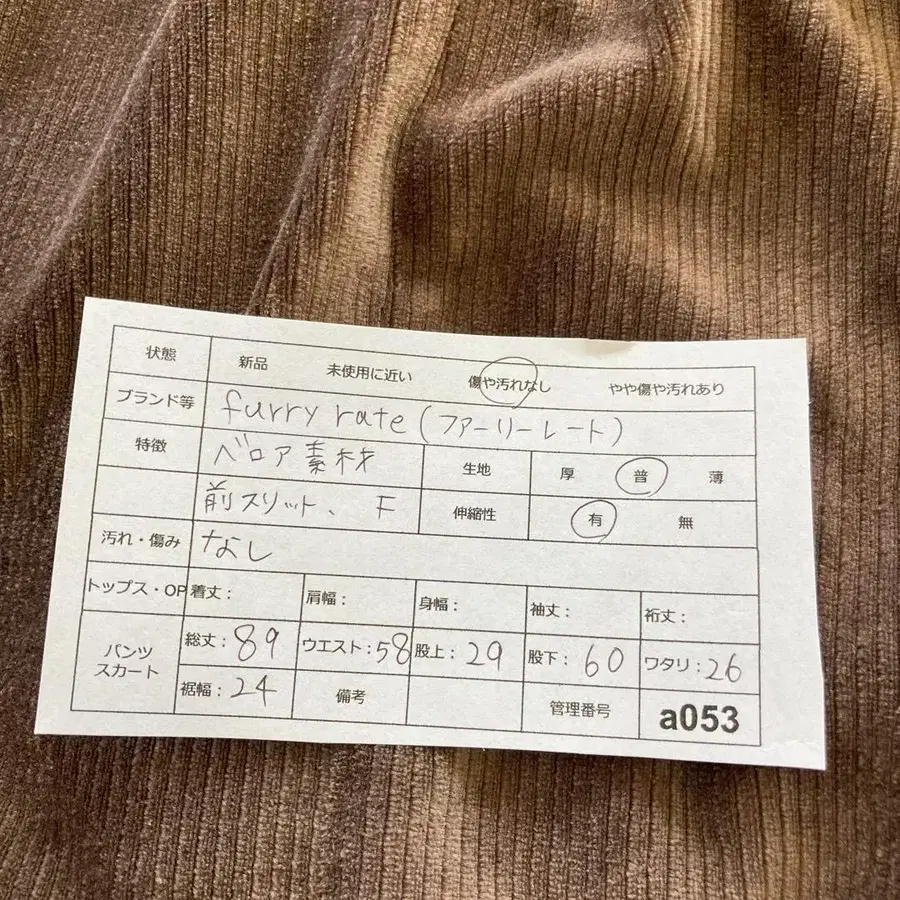 状態 新品 未使用に近い 傷や汚れなし やや傷や汚れあり
ブランド等 furry rate(ファーリーレート)
特徴 ベロア素材 生地 厚 普 薄
前スリット、F 伸縮性 有 無
汚れ・傷み なし
トップス・OP 着丈: 肩幅: 身幅: 袖丈: 裄丈:
パンツ スカート 総丈:89 ウエスト:58 股上:29 股下:60 ワタリ:26
裾幅:24 備考 管理番号 a053